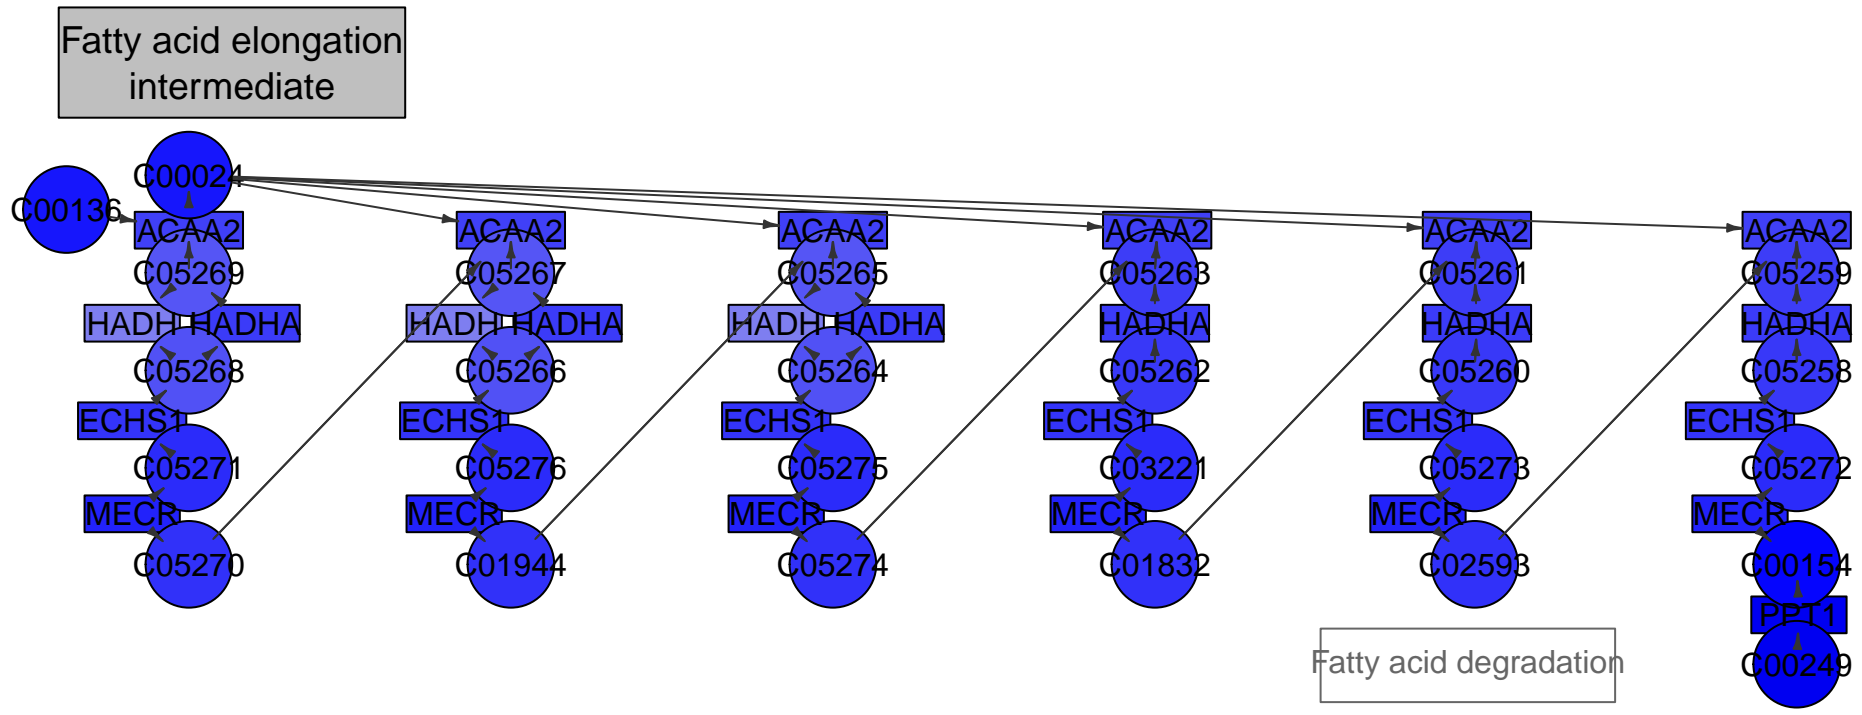 Fatty acid elongation
intermediate
C00024
C00136
ACAA2 ACAA2 ACAA2 ACAA2 ACAA2 ACAA2
C05269 C05267 C05265 C05263 C05261 C05259
HADH HADHA HADH HADHA HADH HADHA HADHA HADHA HADHA
C05268 C05266 C05264 C05262 C05260 C05258
ECHS1 ECHS1 ECHS1 ECHS1 ECHS1 ECHS1
C05271 C05276 C05275 C03221 C05273 C05272
MECR MECR MECR MECR MECR MECR
C05270 C01944 C05274 C01832 C02593 C00154
PPT1
Fatty acid degradation C00249